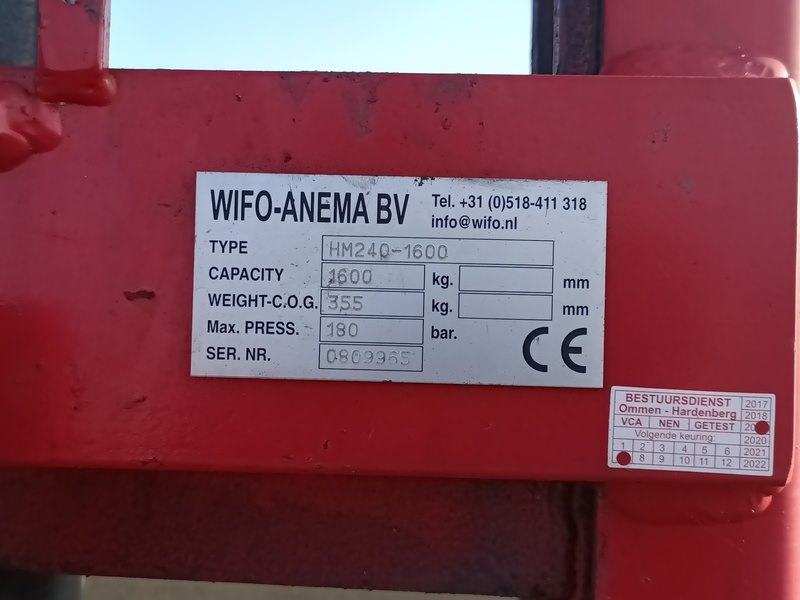 WIFO-ANEMA BV
Tel. +31 (0)518-411 318
info@wifo.nl
TYPE HM240-1600
CAPACITY 1600 kg. mm
WEIGHT-C.O.G. 355 kg. mm
Max. PRESS. 180 bar.
SER. NR. 0809965
CE
BESTUURSDIENST 2017
Ommen - Hardenberg 2018
VCA NEN GETEST
Volgende keuring: 2020
1 2 3 4 5 6 2021
8 9 10 11 12 2022